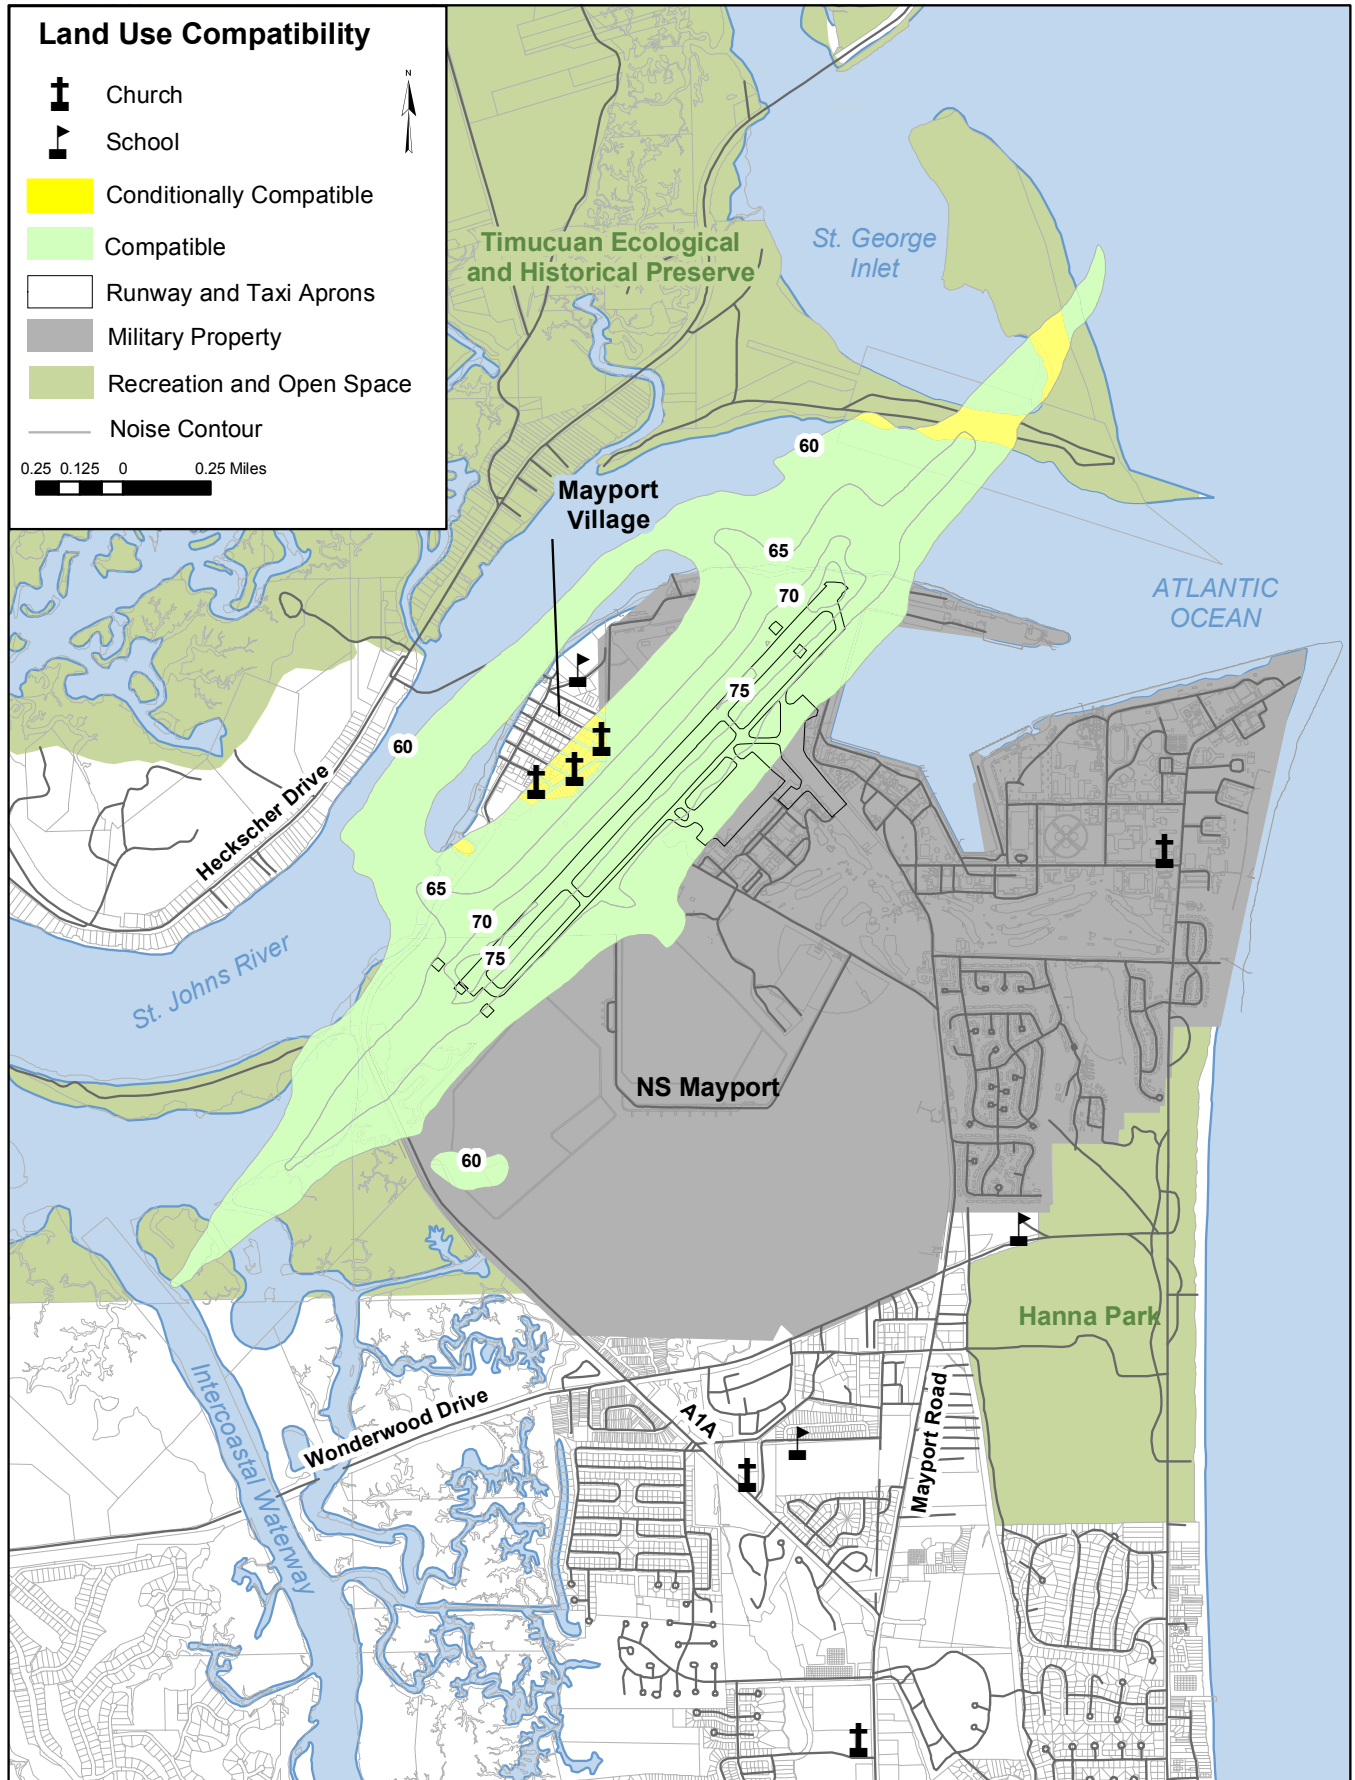 Land Use Compatibility
N
Church
School
Conditionally Compatible
Compatible
Runway and Taxi Aprons
Military Property
Recreation and Open Space
Noise Contour
0.25 0.125 0 0.25 Miles
Timucuan Ecological
and Historical Preserve
St. George
Inlet
60
Mayport
Village
65
70
ATLANTIC
OCEAN
75
60
Heckscher Drive
65
70
75
St. Johns River
NS Mayport
60
Hanna Park
Intercoastal Waterway
Wonderwood Drive
A1A
Mayport Road